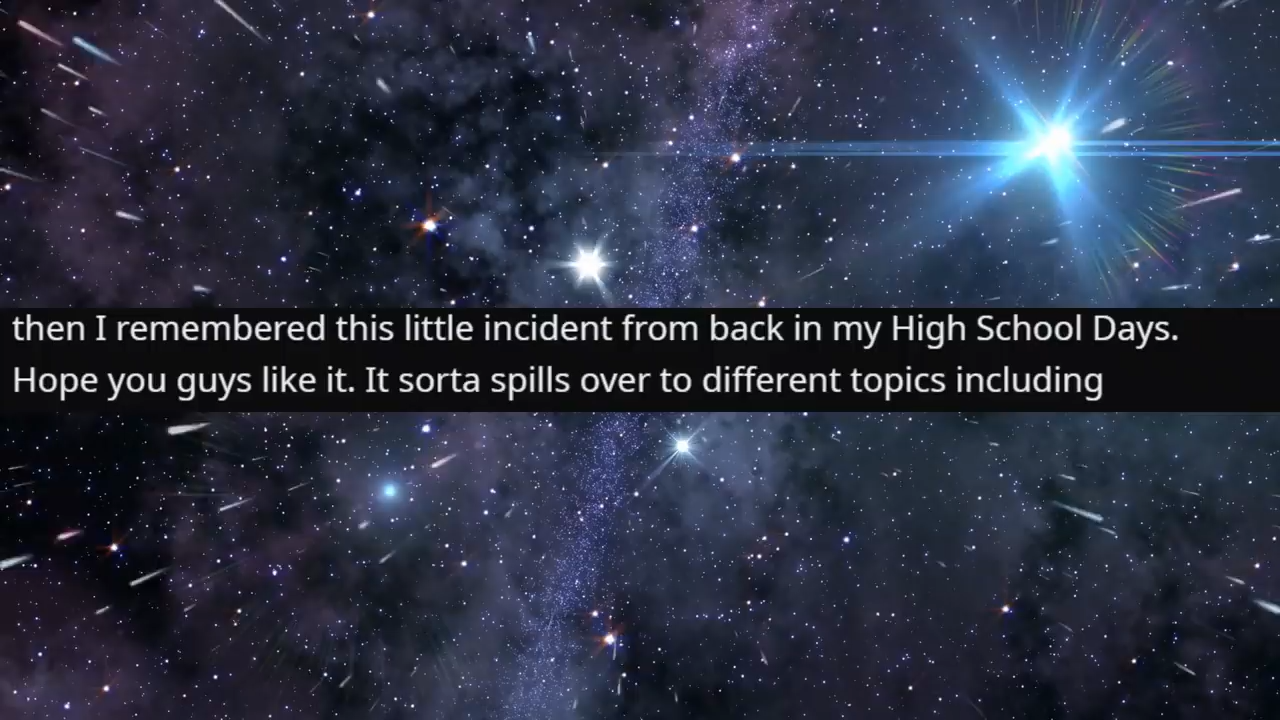 then I remembered this little incident from back in my High School Days.
Hope you guys like it. It sorta spills over to different topics including